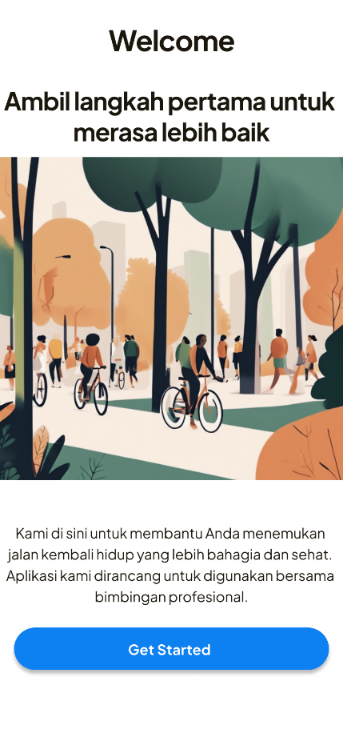 Welcome
Ambil langkah pertama untuk
merasa lebih baik
Kami di sini untuk membantu Anda menemukan
jalan kembali hidup yang lebih bahagia dan sehat.
Aplikasi kami dirancang untuk digunakan bersama
bimbingan profesional.
Get Started